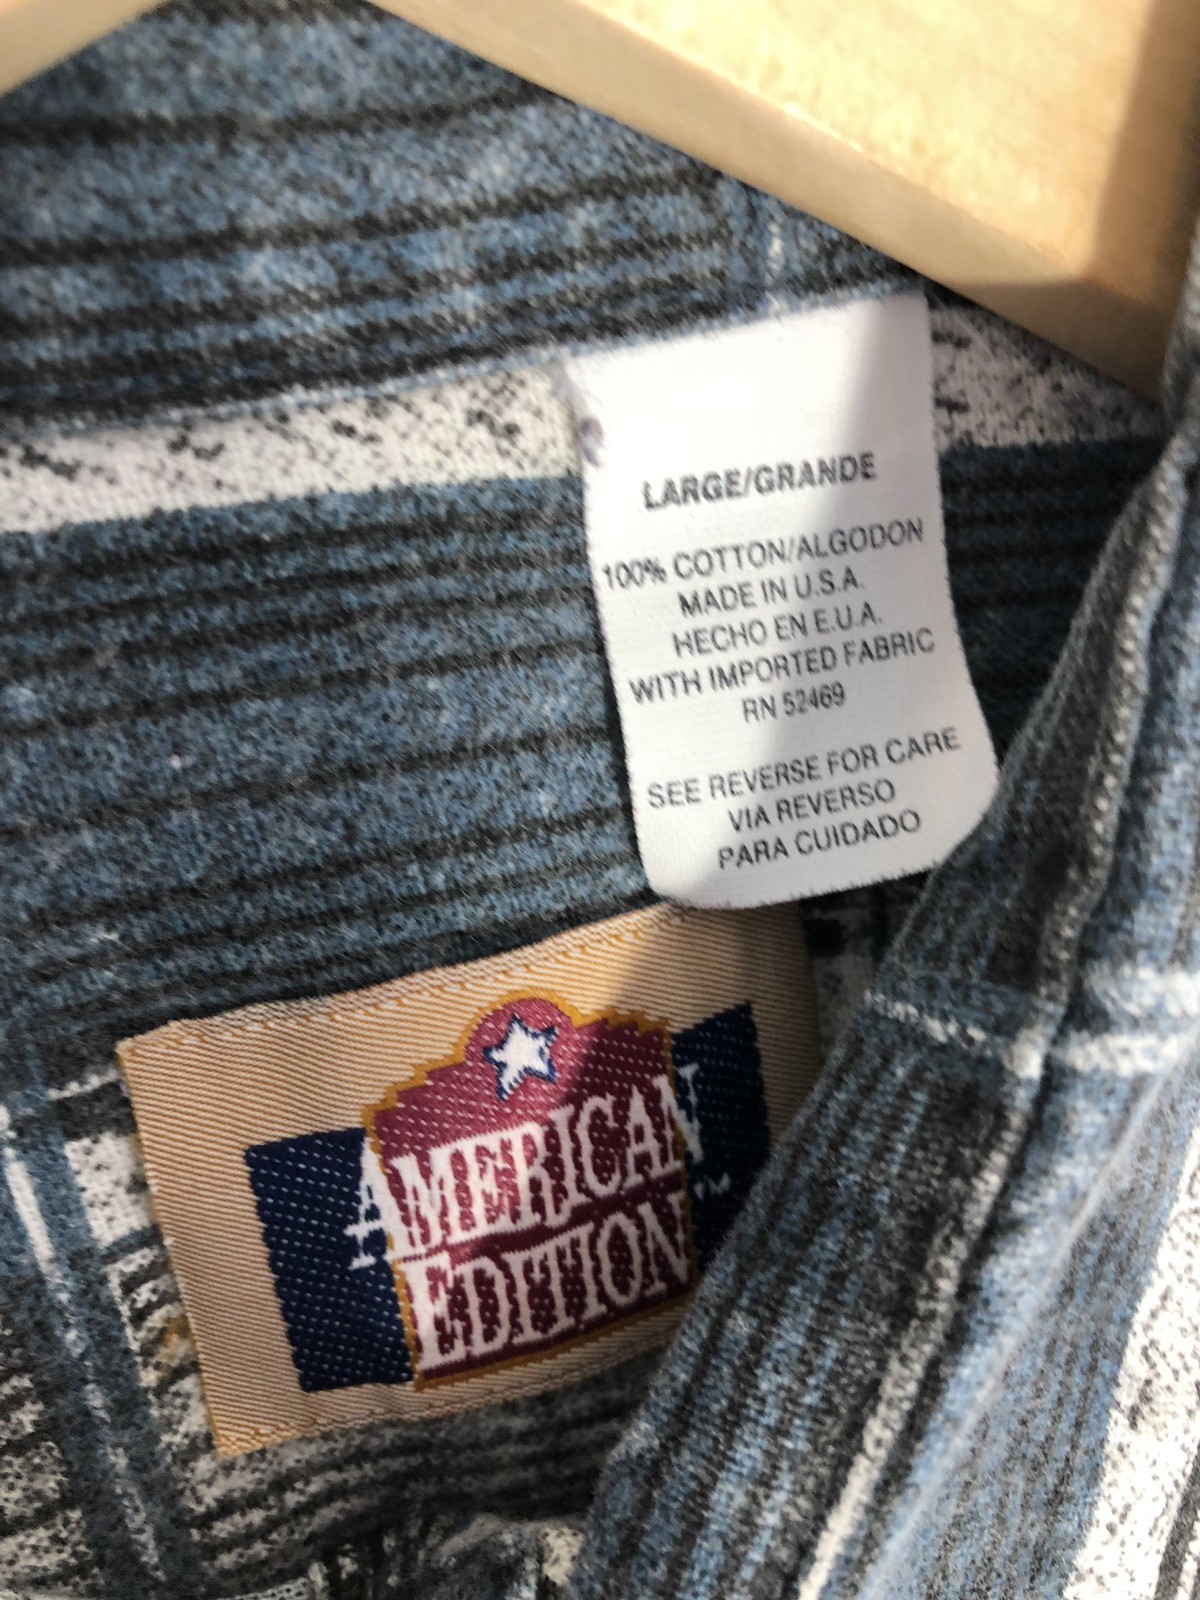 LARGE/GRANDE
100% COTTON/ALGODON
MADE IN U.S.A.
HECHO EN E.U.A.
WITH IMPORTED FABRIC
RN 52469
SEE REVERSE FOR CARE
VIA REVERSO
PARA CUIDADO
AMERICAN
EDITION™